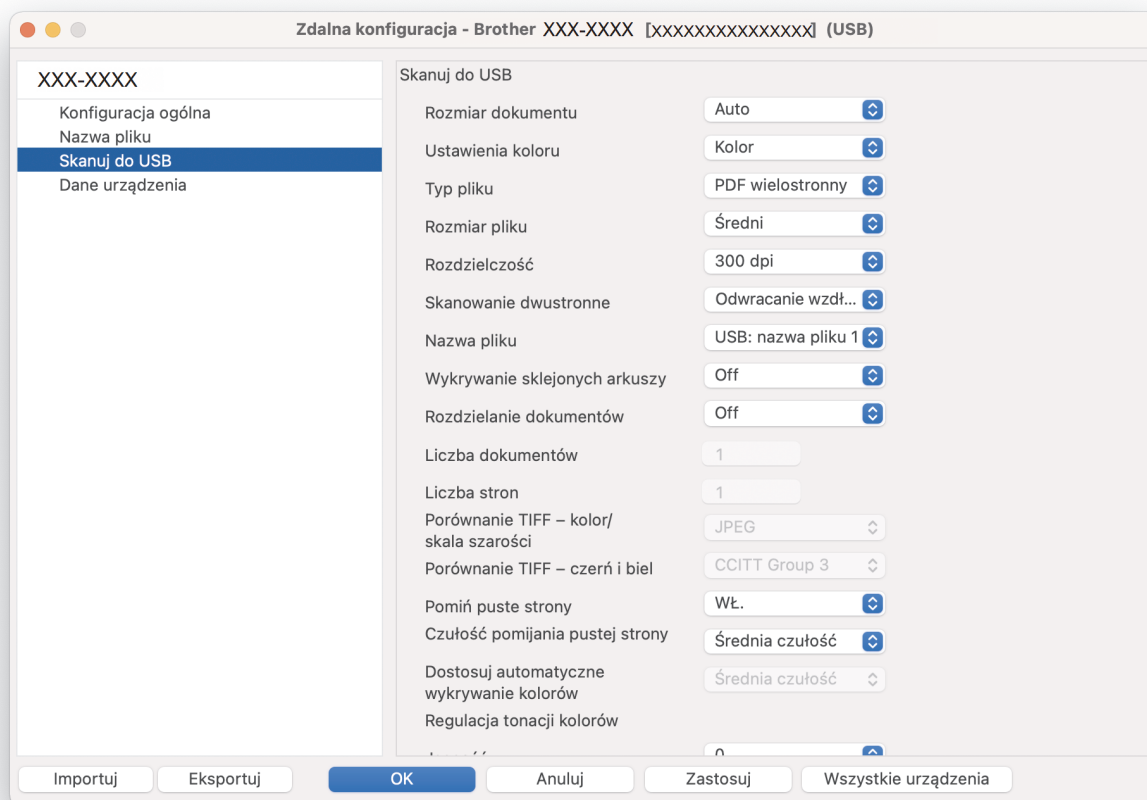 Zdalna konfiguracja - Brother XXX-XXXX [XXXXXXXXXXXXXXX] (USB)
XXX-XXXX
Konfiguracja ogólna
Nazwa pliku
Skanuj do USB
Dane urządzenia
Skanuj do USB
Rozmiar dokumentu Auto
Ustawienia koloru Kolor
Typ pliku PDF wielostronny
Rozmiar pliku Średni
Rozdzielczość 300 dpi
Skanowanie dwustronne Odwracanie wzdł...
Nazwa pliku USB: nazwa pliku 1
Wykrywanie sklejonych arkuszy Off
Rozdzielanie dokumentów Off
Liczba dokumentów 1
Liczba stron 1
Porównanie TIFF – kolor/
skala szarości JPEG
Porównanie TIFF – czerń i biel CCITT Group 3
Pomiń puste strony WŁ.
Czułość pomijania pustej strony Średnia czułość
Dostosuj automatyczne
wykrywanie kolorów Średnia czułość
Regulacja tonacji kolorów
Importuj Eksportuj OK Anuluj Zastosuj Wszystkie urządzenia